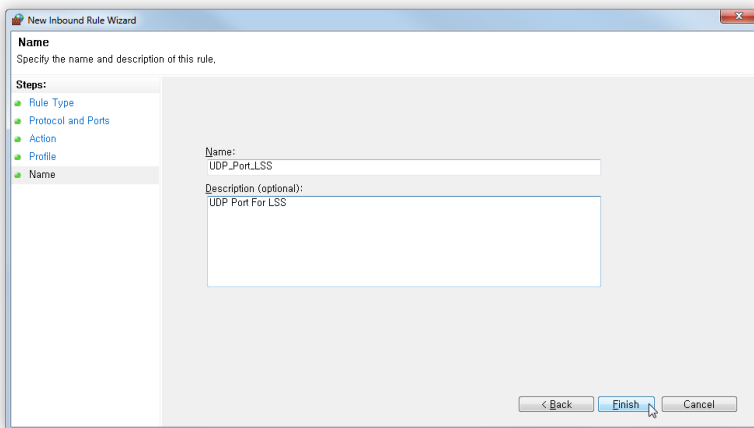 New Inbound Rule Wizard
Name
Specify the name and description of this rule,
Steps:
Rule Type
Protocol and Ports
Action
Profile
Name
Name:
UDP_Port_LSS
Description (optional):
UDP Port For LSS
< Back
Finish
Cancel